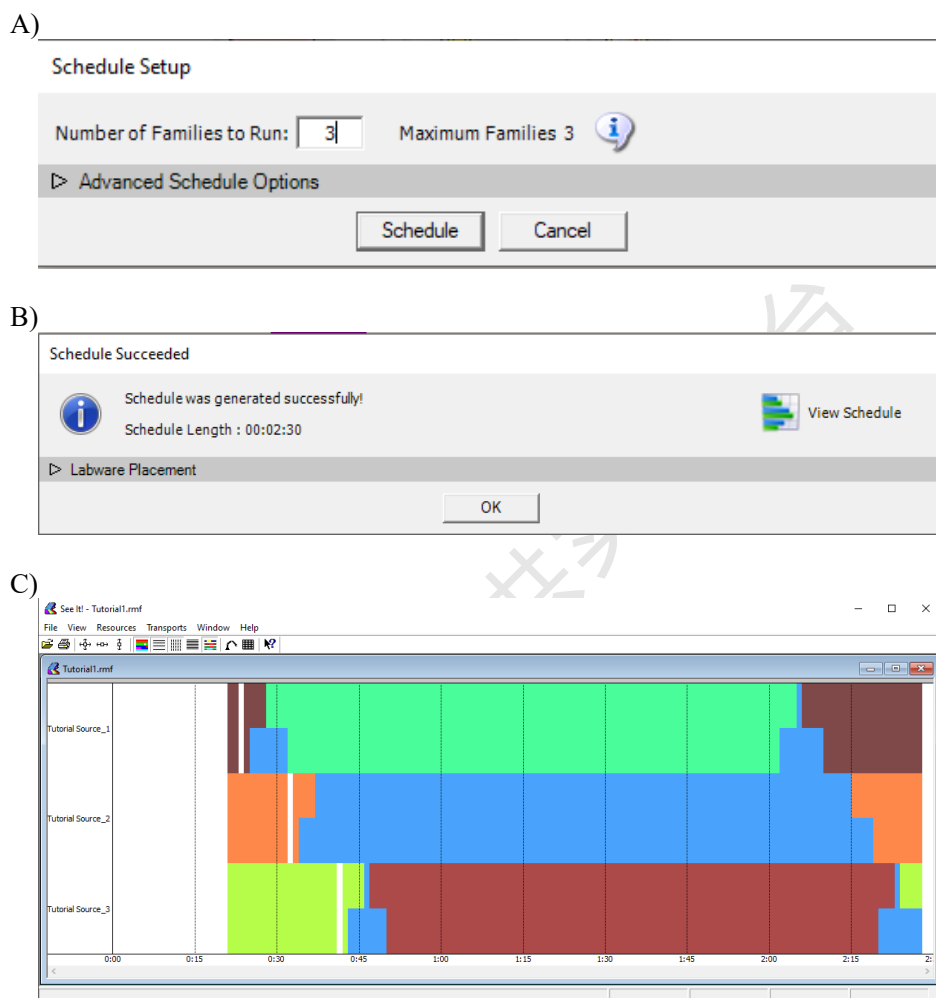 A)
Schedule Setup
Number of Families to Run: 3 Maximum Families 3
Advanced Schedule Options
Schedule Cancel
B)
Schedule Succeeded
Schedule was generated successfully!
Schedule Length : 00:02:30
View Schedule
Labware Placement
OK
C)
See It! - Tutorial1.rmf
File View Resources Transports Window Help
Tutorial1.rmf
Tutorial Source_1
Tutorial Source_2
Tutorial Source_3
0:00 0:15 0:30 0:45 1:00 1:15 1:30 1:45 2:00 2:15 2: